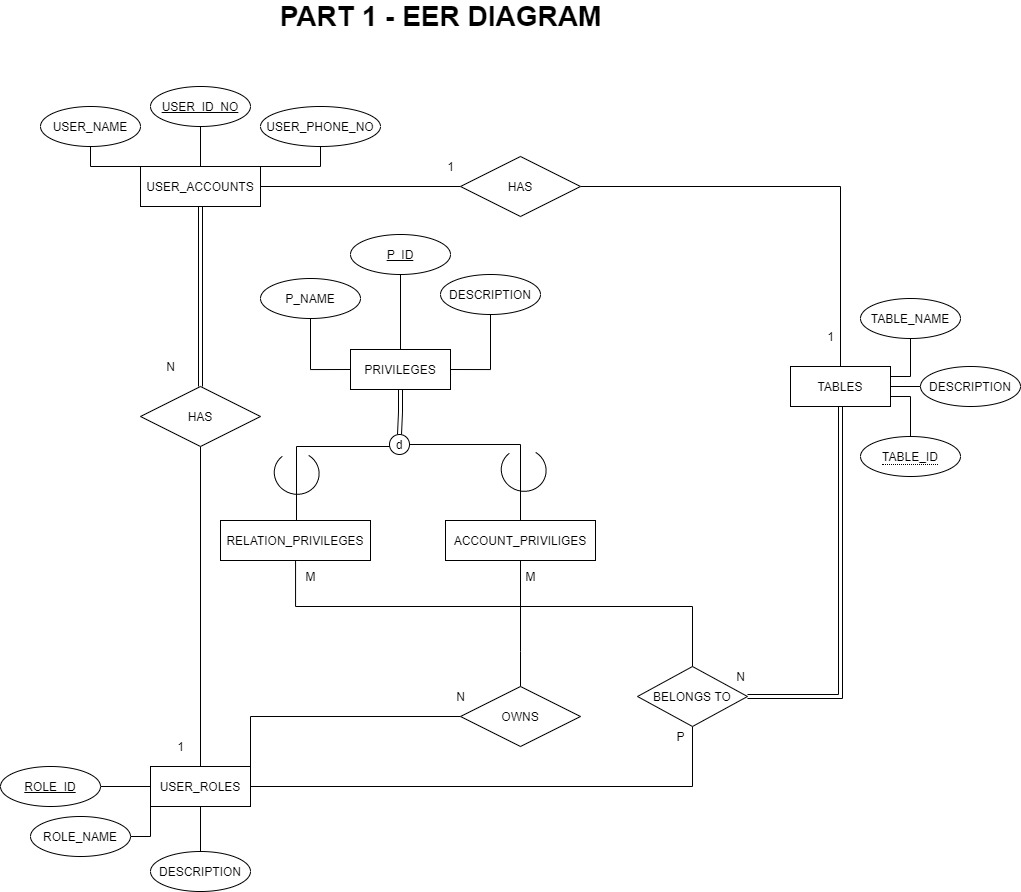 PART 1 - EER DIAGRAM
USER_ID_NO
USER_NAME
USER_PHONE_NO
1
USER_ACCOUNTS
HAS
P_ID
P_NAME
DESCRIPTION
TABLE_NAME
1
N
PRIVILEGES
TABLES
DESCRIPTION
HAS
d
TABLE_ID
RELATION_PRIVILEGES
ACCOUNT_PRIVILIGES
M
M
N
N
BELONGS TO
OWNS
P
1
ROLE_ID
USER_ROLES
ROLE_NAME
DESCRIPTION